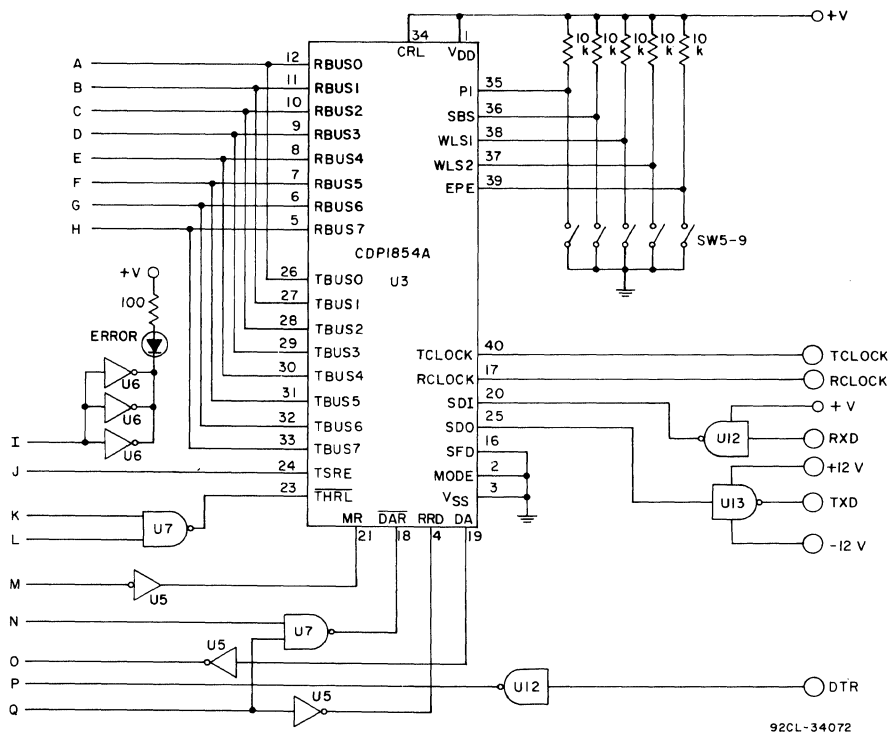 +V
34
1
CRL
VDD
10 k
10 k
10 k
10 k
10 k
A
12
RBUS0
B
11
RBUS1
PI
35
C
10
RBUS2
SBS
36
D
9
RBUS3
WLS1
38
E
8
RBUS4
WLS2
37
F
7
RBUS5
EPE
39
G
6
RBUS6
H
5
RBUS7
SW5-9
CDP1854A
U3
+V
100
ERROR
26
TBUS0
27
TBUS1
28
TBUS2
29
TBUS3
30
TBUS4
31
TBUS5
32
TBUS6
33
TBUS7
TCLOCK
40
TCLOCK
RCLOCK
17
RCLOCK
SDI
20
SDO
25
SFD
16
MODE
2
VSS
3
U12
+V
RXD
+12 V
U13
TXD
-12 V
U6
U6
U6
I
J
24
TSRE
23
THRL
K
L
U7
MR
DAR
RRD
DA
21
18
4
19
M
U5
N
U7
O
U5
P
U12
DTR
Q
U5
92CL-34072